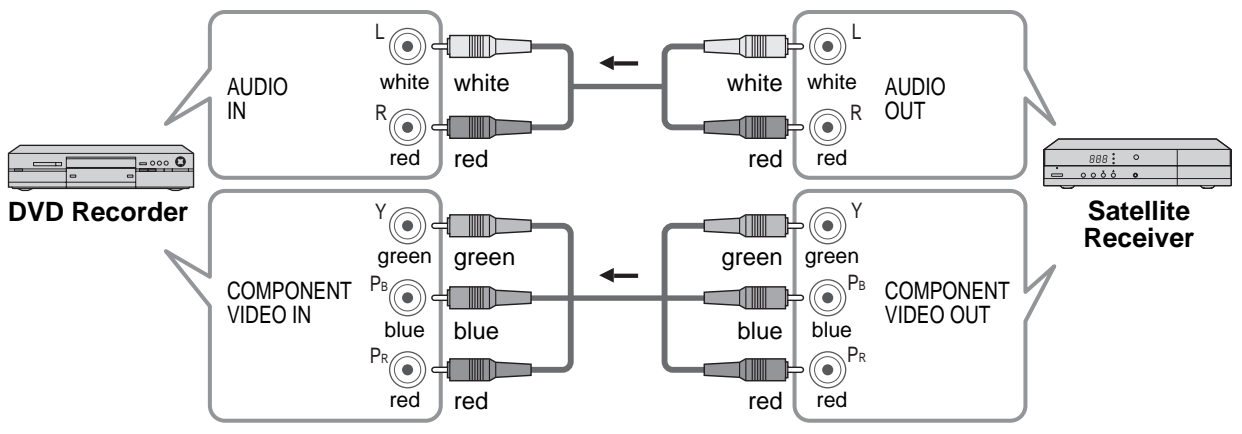 L L
white white white white
AUDIO
IN
AUDIO
OUT
R R
red red red red
888
DVD Recorder
Satellite
Receiver
Y Y
green green green green
COMPONENT
VIDEO IN
PB PB
COMPONENT
VIDEO OUT
blue blue blue blue
PR PR
red red red red